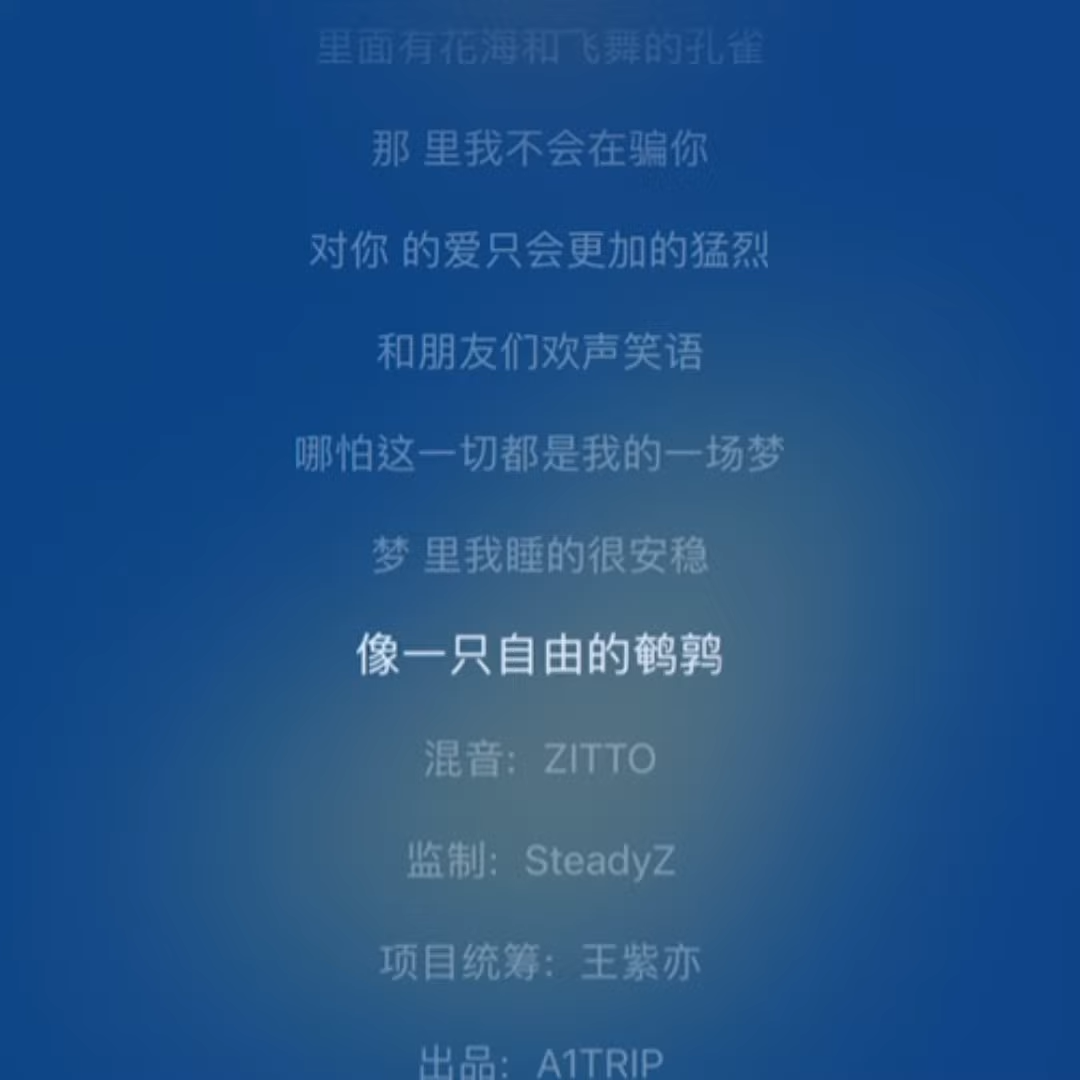 里面有花海和飞舞的孔雀
那 里我不会在骗你
对你 的爱只会更加的猛烈
和朋友们欢声笑语
哪怕这一切都是我的一场梦
梦 里我睡的很安稳
像一只自由的鹌鹑
混音: ZITTO
监制: SteadyZ
项目统筹: 王紫亦
出品: A1TRIP